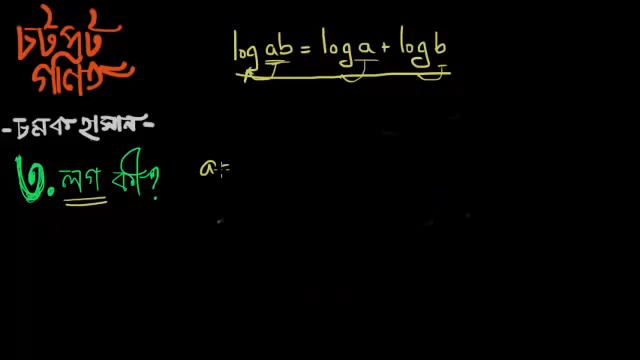 চটপট
গণিত
-চমক হাসান-
৩. লগ কী?
log ab = log a + log b
a